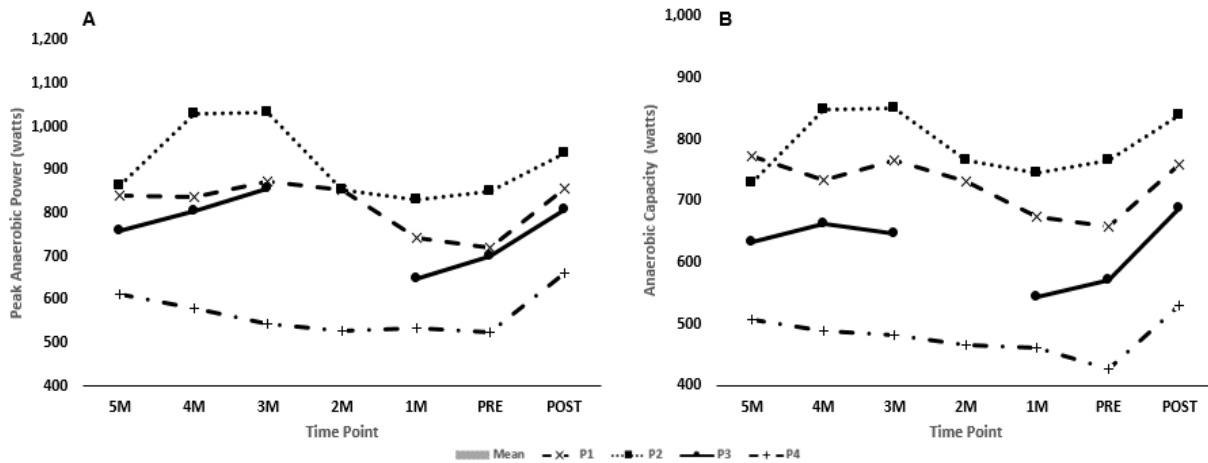 A
1,200
1,100
1,000
900
800
700
600
500
400
Peak Anaerobic Power (watts)
5M 4M 3M 2M 1M PRE POST
Time Point
B
1,000
900
800
700
600
500
400
Anaerobic Capacity (watts)
5M 4M 3M 2M 1M PRE POST
Time Point
Mean P1 P2 P3 P4